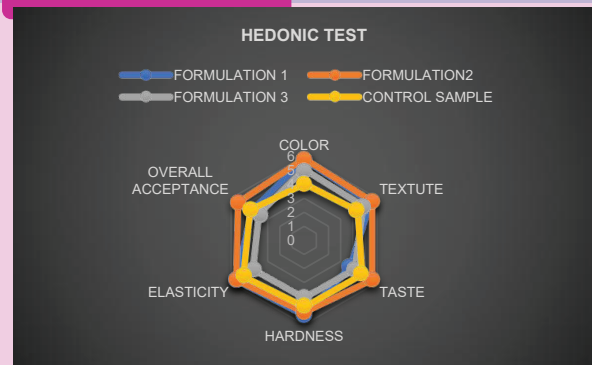 HEDONIC TEST
FORMULATION 1
FORMULATION2
FORMULATION 3
CONTROL SAMPLE
COLOR
6
5
4
3
2
1
0
TEXTUTE
TASTE
HARDNESS
ELASTICITY
OVERALL
ACCEPTANCE